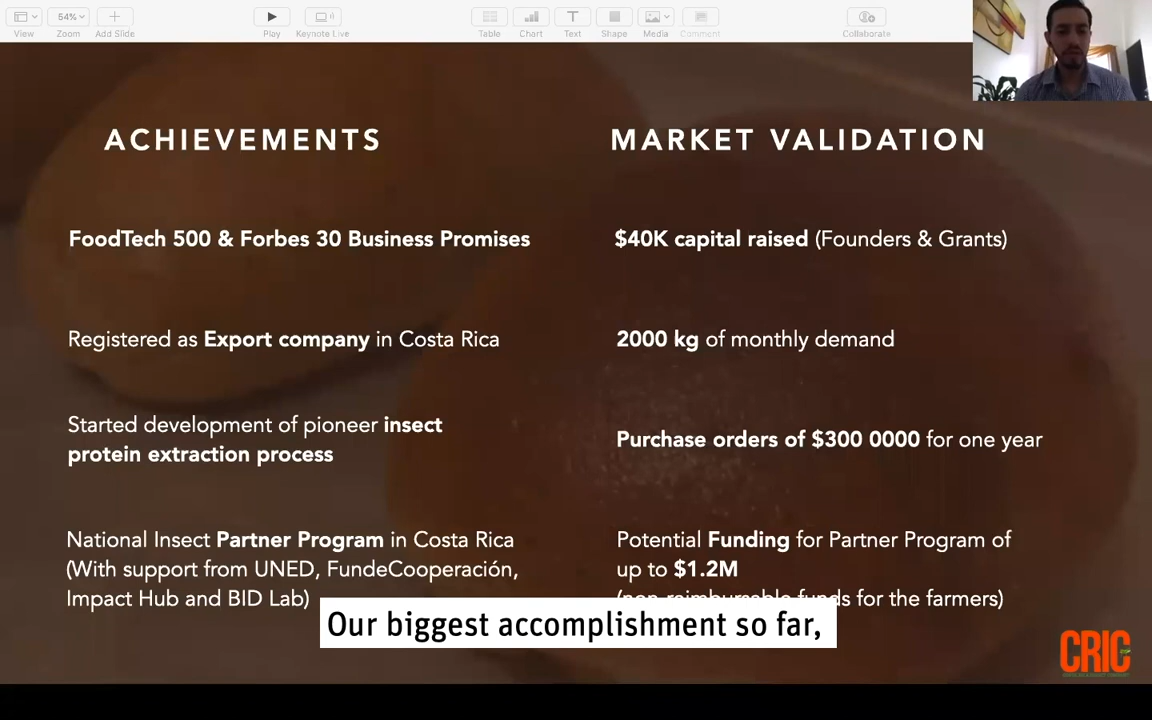 54%
View
Zoom
Add Slide
Play
Keynote Live
Table
Chart
Text
Shape
Media
Comment
Collaborate
ACHIEVEMENTS
FoodTech 500 & Forbes 30 Business Promises
Registered as Export company in Costa Rica
Started development of pioneer insect
protein extraction process
National Insect Partner Program in Costa Rica
(With support from UNED, FundeCooperación,
Impact Hub and BID Lab)
MARKET VALIDATION
$40K capital raised (Founders & Grants)
2000 kg of monthly demand
Purchase orders of $300 0000 for one year
Potential Funding for Partner Program of
up to $1.2M
(non-reimbursable funds for the farmers)
Our biggest accomplishment so far,
CRIC